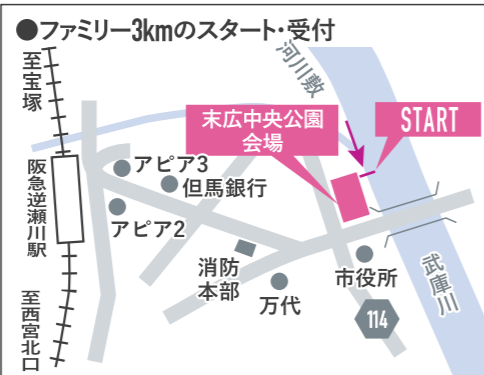 ●ファミリー3kmのスタート・受付
至宝塚
河川敷
末広中央公園
会場
START
アピア3
但馬銀行
阪急逆瀬川駅
アピア2
消防
本部
万代
市役所
武庫川
114
至西宮北口